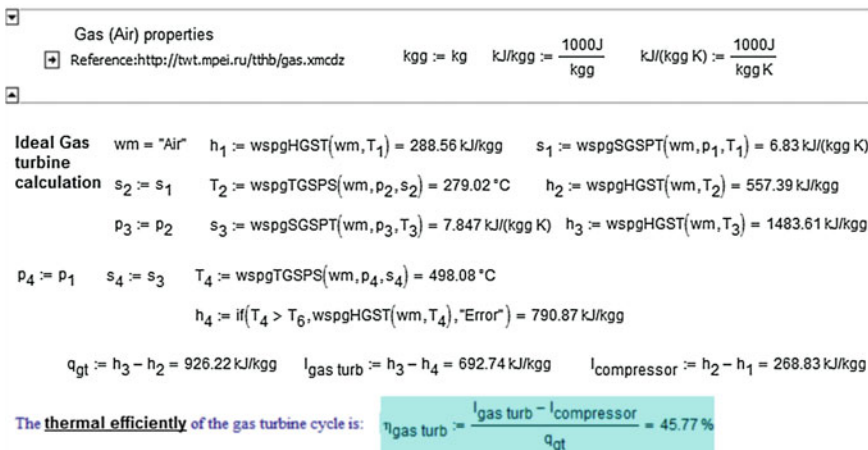 Gas (Air) properties
Reference:http://twt.mpei.ru/tthb/gas.xmcdz kgg := kg kJ/kgg := 1000J/kgg kJ/(kgg K) := 1000J/kgg K
Ideal Gas turbine calculation
wm = "Air" h₁ := wspgHGST(wm,T₁) = 288.56 kJ/kgg s₁ := wspgSGSPT(wm,p₁,T₁) = 6.83 kJ/(kgg K)
s₂ := s₁ T₂ := wspgTGSPS(wm,p₂,s₂) = 279.02 °C h₂ := wspgHGST(wm,T₂) = 557.39 kJ/kgg
p₃ := p₂ s₃ := wspgSGSPT(wm,p₃,T₃) = 7.847 kJ/(kgg K) h₃ := wspgHGST(wm,T₃) = 1483.61 kJ/kgg
p₄ := p₁ s₄ := s₃ T₄ := wspgTGSPS(wm,p₄,s₄) = 498.08 °C
h₄ := if(T₄ > T₆,wspgHGST(wm,T₄),"Error") = 790.87 kJ/kgg
q_gt := h₃ − h₂ = 926.22 kJ/kgg l_gas turb := h₃ − h₄ = 692.74 kJ/kgg l_compressor := h₂ − h₁ = 268.83 kJ/kgg
The thermal efficiently of the gas turbine cycle is: η_gas turb := (l_gas turb − l_compressor)/q_gt = 45.77 %